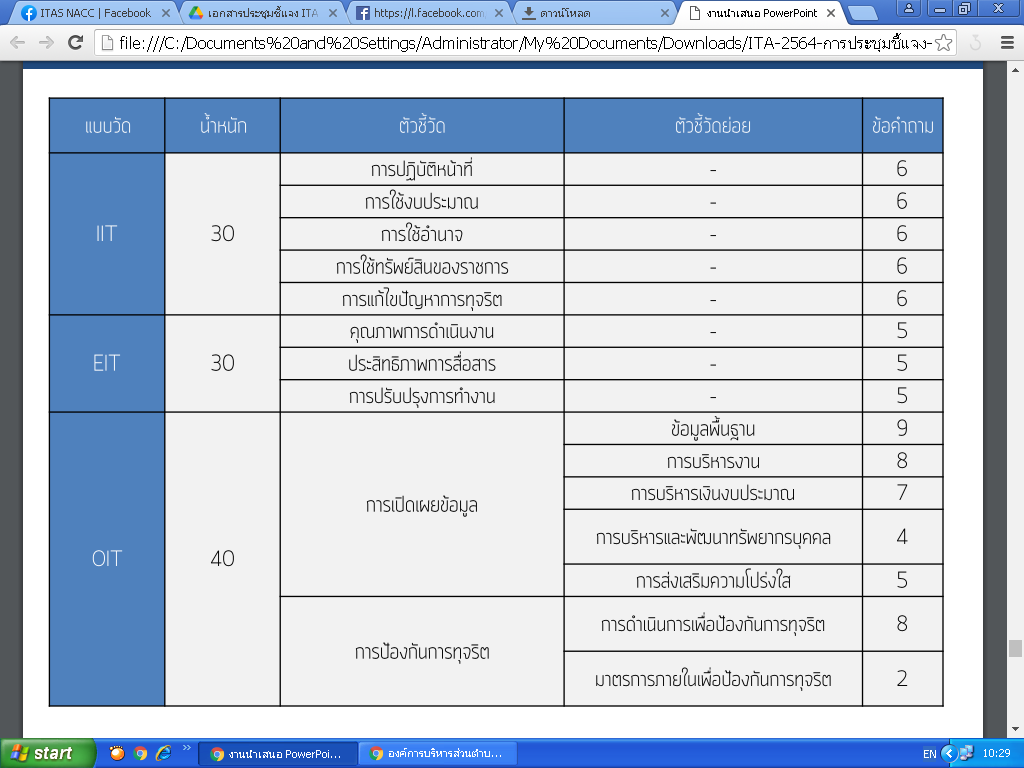 ITAS NACC | Facebook
เอกสารประชุมชี้แจง ITA
https://l.facebook.com
ดาวน์โหลด
งานนำเสนอ PowerPoint
file:///C:/Documents%20and%20Settings/Administrator/My%20Documents/Downloads/ITA-2564-การประชุมชี้แจง-
แบบวัด น้ำหนัก ตัวชี้วัด ตัวชี้วัดย่อย ข้อคำถาม
IIT 30 การปฏิบัติหน้าที่ - 6
การใช้งบประมาณ - 6
การใช้อำนาจ - 6
การใช้ทรัพย์สินของราชการ - 6
การแก้ไขปัญหาการทุจริต - 6
EIT 30 คุณภาพการดำเนินงาน - 5
ประสิทธิภาพการสื่อสาร - 5
การปรับปรุงการทำงาน - 5
OIT 40 การเปิดเผยข้อมูล ข้อมูลพื้นฐาน 9
การบริหารงาน 8
การบริหารเงินงบประมาณ 7
การบริหารและพัฒนาทรัพยากรบุคคล 4
การส่งเสริมความโปร่งใส 5
การป้องกันการทุจริต การดำเนินการเพื่อป้องกันการทุจริต 8
มาตรการภายในเพื่อป้องกันการทุจริต 2
start
งานนำเสนอ PowerPoi...
องค์การบริหารส่วนตำบ...
EN
10:29